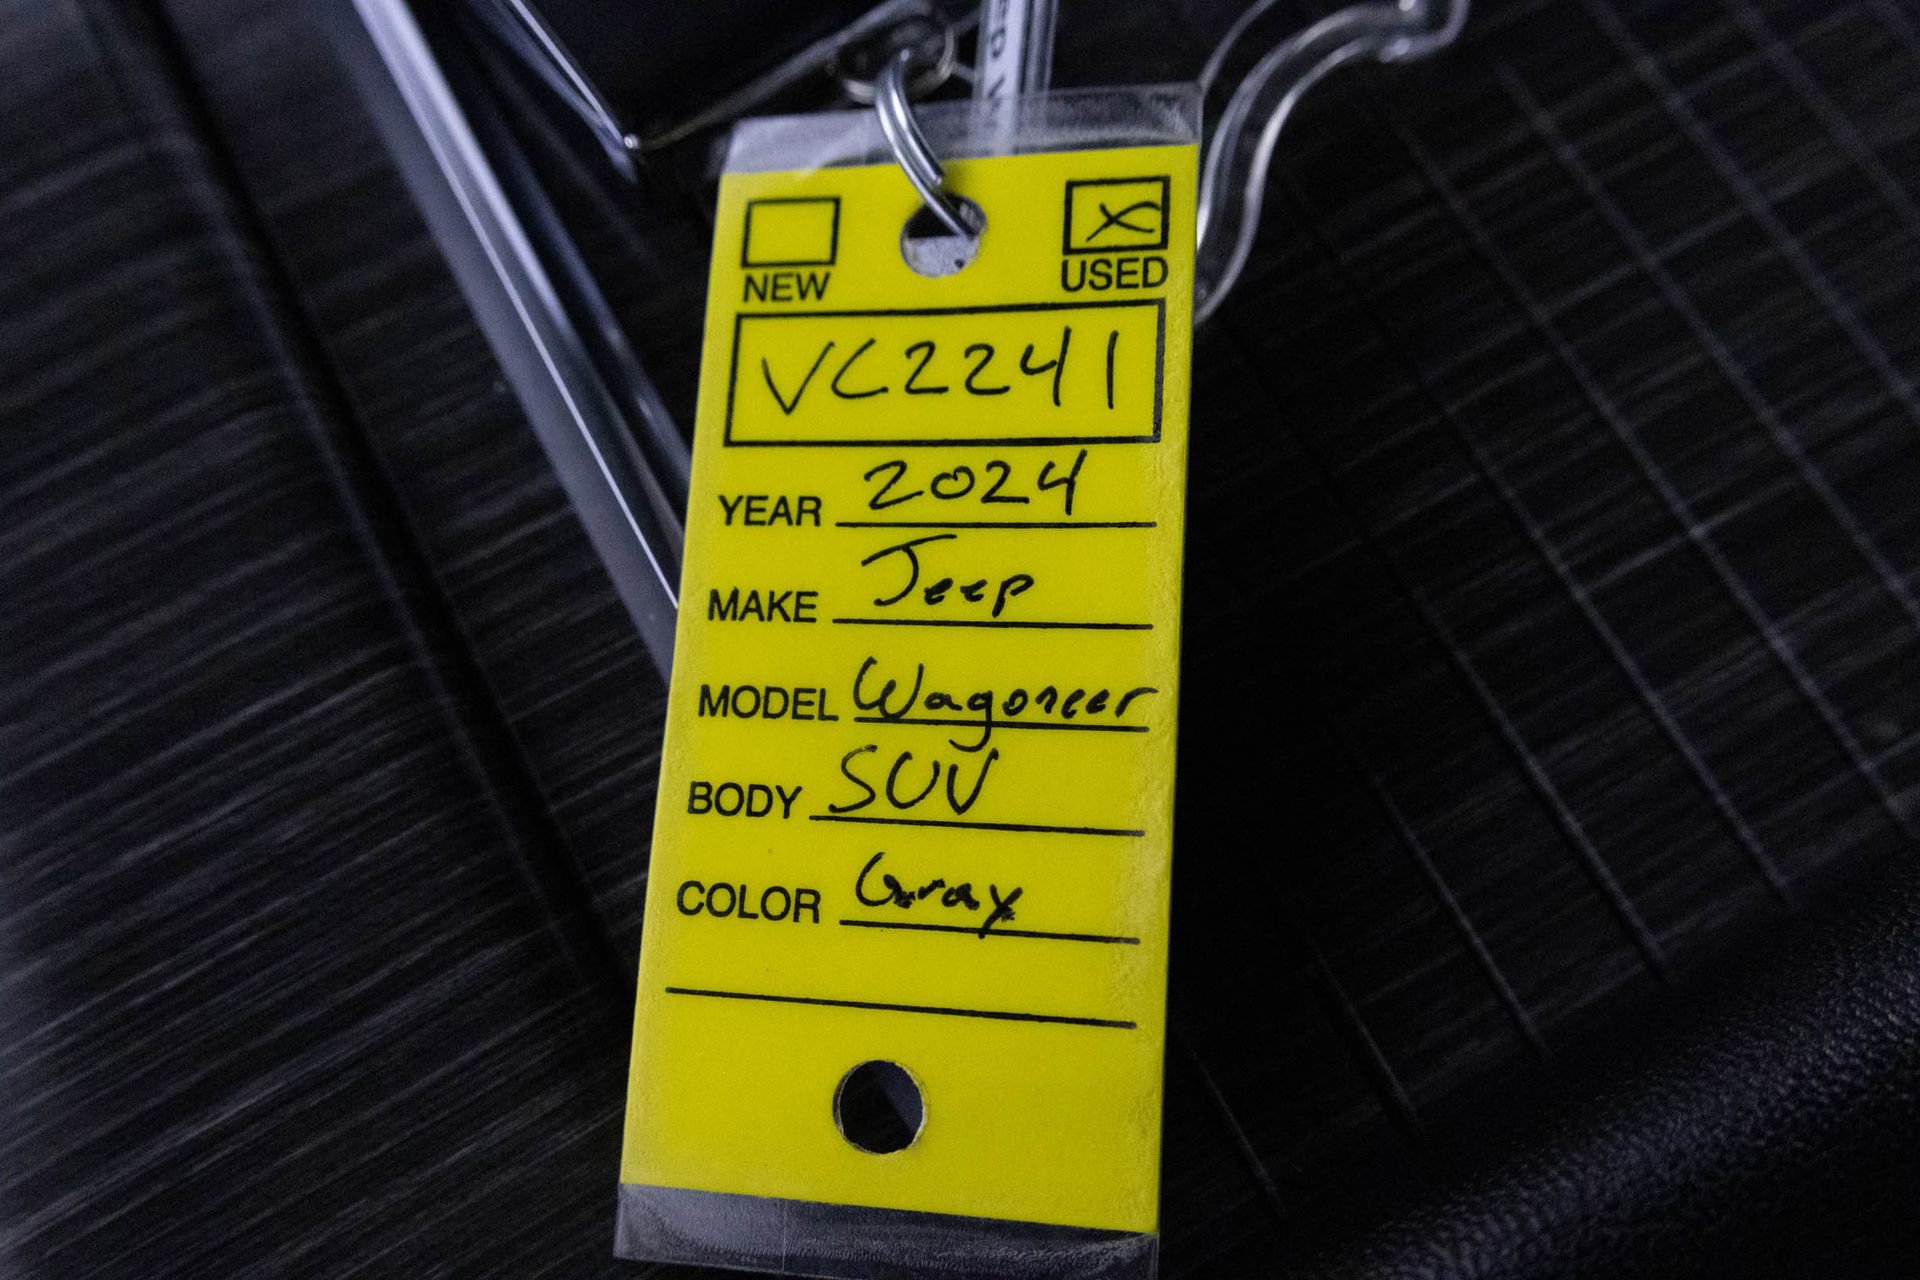 NEW USED
VC2241
YEAR 2024
MAKE Jeep
MODEL Wagoneer
BODY SUV
COLOR Gray